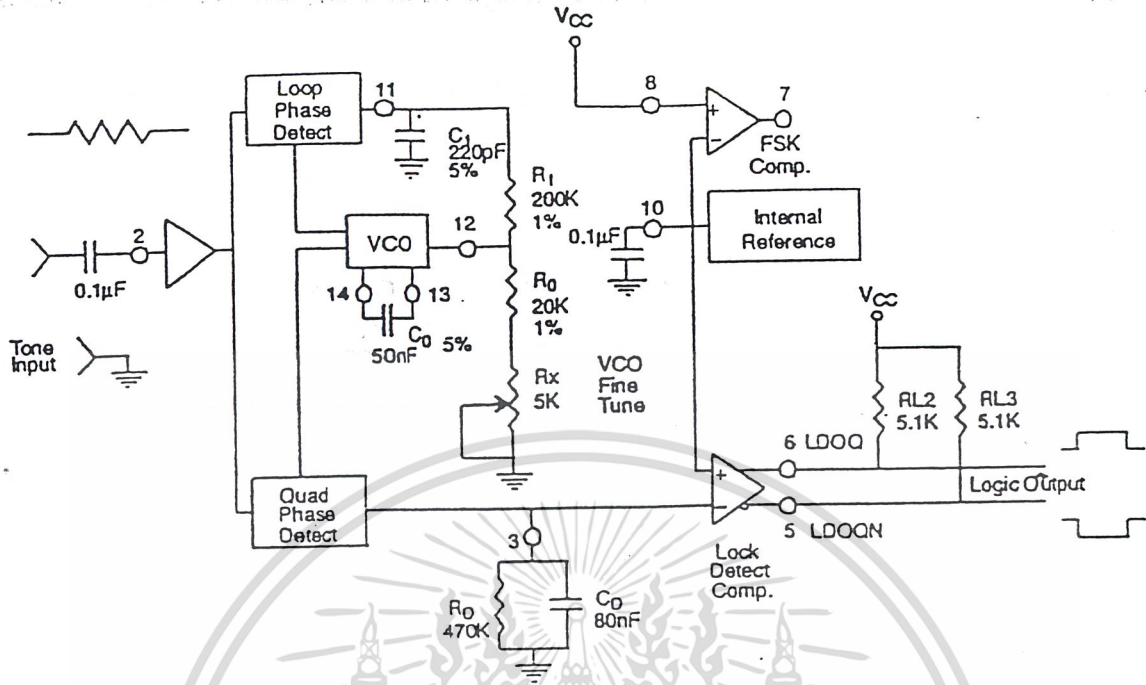 VCC
8
7
FSK
Comp.
Loop
Phase
Detect
11
C1
220pF
5%
R1
200K
1%
2
0.1µF
VCO
12
14
13
C0 5%
50nF
R0
20K
1%
10
0.1µF
Internal
Reference
Tone
Input
Rx
5K
VCO
Fine
Tune
VCC
RL2
5.1K
RL3
5.1K
6 LDOQ
Logic Output
5 LDOQN
Quad
Phase
Detect
Lock
Detect
Comp.
3
RD
470K
CD
80nF